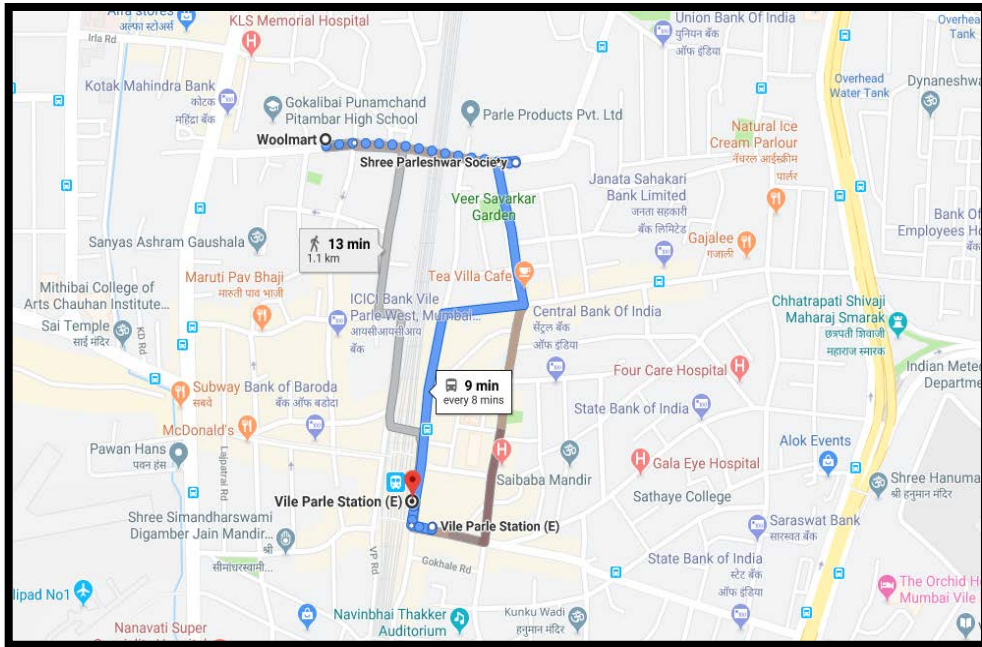 Alfa stores
अल्फा स्टोअर्स
Irla Rd
KLS Memorial Hospital
Union Bank Of India
युनियन बँक
ऑफ इंडिया
Overhead
Tank
Kotak Mahindra Bank
कोटक
महिंद्रा बँक
Gokalibai Punamchand
Pitambar High School
Parle Products Pvt. Ltd
Overhead
Water Tank
Dynaneshwa
Woolmart
Shree Parleshwar Society
Natural Ice
Cream Parlour
नॅचरल आईस्क्रीम
पार्लर
Veer Savarkar
Garden
Janata Sahakari
Bank Limited
जनता सहकारी
बँक लिमिटेड
Bank Of
Employees Ho
Sanyas Ashram Gaushala
13 min
1.1 km
Gajalee
गजाली
Maruti Pav Bhaji
मारुती पाव भाजी
Tea Villa Cafe
Mithibai College of
Arts Chauhan Institute...
Sai Temple
साई मंदिर
KD Rd
ICICI Bank Vile
Parle-West, Mumbai...
आयसीआयसीआय
बँक
Central Bank Of India
सेंट्रल बँक
ऑफ इंडिया
Chhatrapati Shivaji
Maharaj Smarak
छत्रपती शिवाजी
महाराज स्मारक
Indian Mete
Departme
Four Care Hospital
Subway
सबवे
Bank of Baroda
बँक ऑफ बडोदा
9 min
every 8 mins
State Bank of India
McDonald's
Pawan Hans
पवन हंस
Lajpatrai Rd
Alok Events
Gala Eye Hospital
Saibaba Mandir
Sathaye College
Shree Hanuma
श्री हनुमान मंदिर
Vile Parle Station (E)
Vile Parle Station (E)
Shree Simandharswami
Digamber Jain Mandir...
श्री
सीमांधरस्वामी...
VP Rd
Gokhale Rd
Saraswat Bank
सारस्वत बँक
State Bank of India
स्टेट बँक
ऑफ इंडिया
llipad No1
Navinbhai Thakker
Auditorium
Kunku Wadi
हनुमान मंदिर
The Orchid H
Mumbai Vile
Nanavati Super